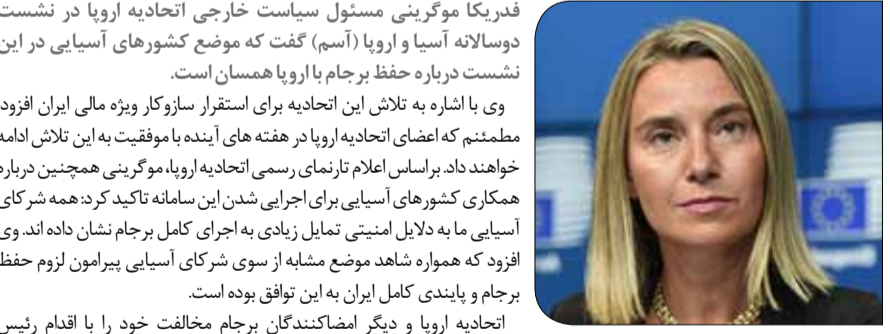 فدریکا موگرینی مسئول سیاست خارجی اتحادیه اروپا در نشست
دوسالانه آسیا و اروپا (آسم) گفت که موضع کشورهای آسیایی در این
نشست درباره حفظ برجام با اروپا همسان است.
وی با اشاره به تلاش این اتحادیه برای استقرار سازوکار ویژه مالی ایران افزود:
مطمئنم که اعضای اتحادیه اروپا در هفته های آینده با موفقیت به این تلاش ادامه
خواهند داد. براساس اعلام تارنمای رسمی اتحادیه اروپا، موگرینی همچنین درباره
همکاری کشورهای آسیایی برای اجرایی شدن این سامانه تاکید کرد: همه شرکای
آسیایی ما به دلایل امنیتی تمایل زیادی به اجرای کامل برجام نشان داده اند. وی
افزود که همواره شاهد موضع مشابه از سوی شرکای آسیایی پیرامون لزوم حفظ
برجام و پایندی کامل ایران به این توافق بوده است.
اتحادیه اروپا و دیگر امضاکنندگان برجام مخالفت خود را با اقدام رئیس